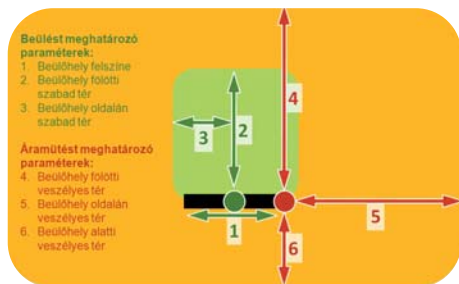 Beülést meghatározó
paraméterek:
1. Beülőhely felszíne
2. Beülőhely fölötti
szabad tér
3. Beülőhely oldalán
szabad tér
Áramütést meghatározó
paraméterek:
4. Beülőhely fölötti
veszélyes tér
5. Beülőhely oldalán
veszélyes tér
6. Beülőhely alatti
veszélyes tér
4
3
2
5
1
6